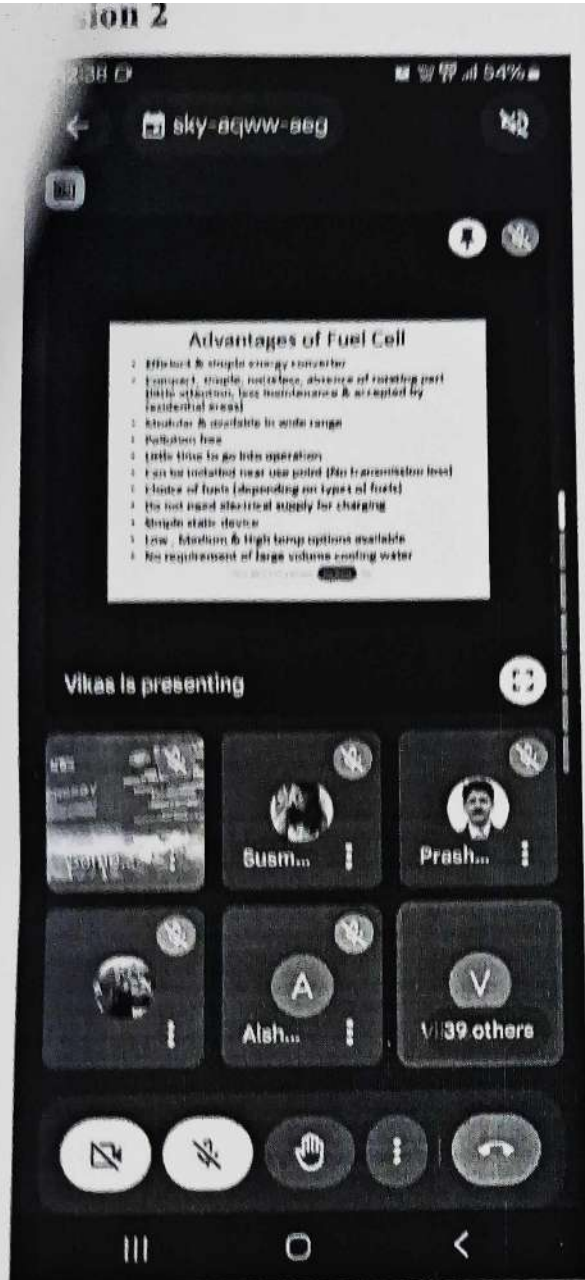 ion 2
2:38
54%
sky-aqww-aeg
Advantages of Fuel Cell
Efficient & simple energy converter
Compact, simple, noiseless, absence of rotating part
(little attention, less maintenance & accepted by
residential areas)
Modular & available in wide range
Pollution free
Little time to go into operation
Can be installed near use point (No transmission loss)
Choice of fuels (depending on types of fuels)
Do not need electrical supply for charging
Simple static device
Low, Medium & High temp options available
No requirement of large volume cooling water
Vikas is presenting
Susm...
Prash...
A
Aish...
V
39 others